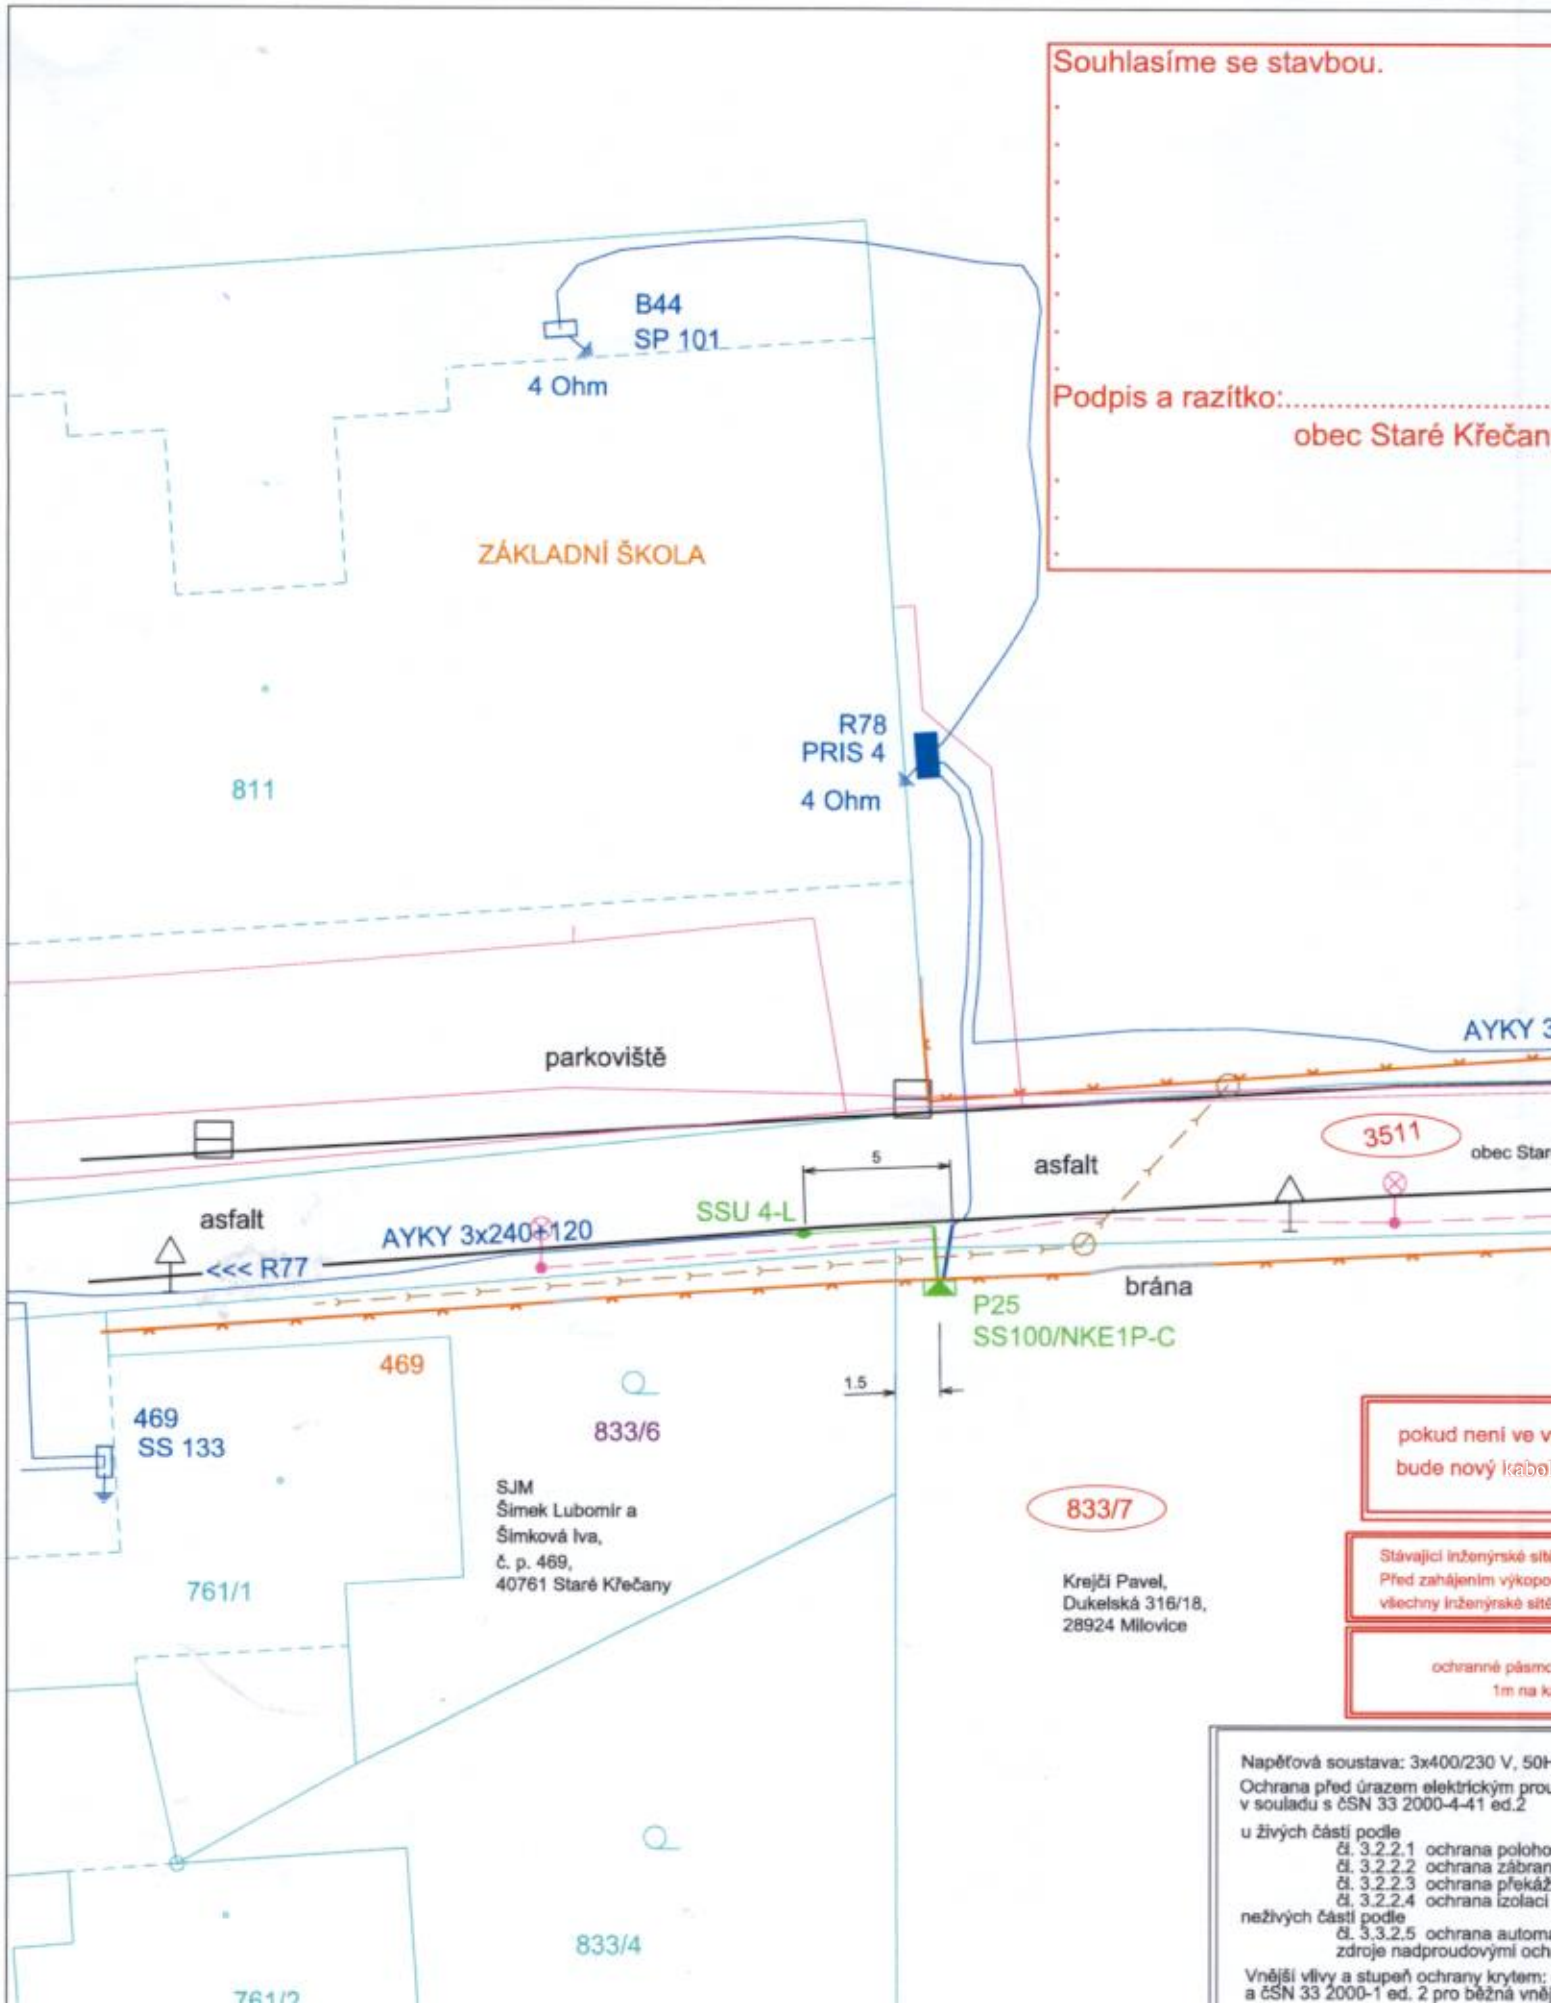 Souhlasíme se stavbou.
Podpis a razítko:
obec Staré Křečan
B44
SP 101
4 Ohm
ZÁKLADNÍ ŠKOLA
R78
PRIS 4
4 Ohm
811
AYKY 3
parkoviště
3511
obec Star
5
asfalt
asfalt
SSU 4-L
AYKY 3x240+120
<<< R77
brána
P25
SS100/NKE1P-C
469
1.5
469
SS 133
833/6
SJM
Šimek Lubomír a
Šimková Iva,
č. p. 469,
40761 Staré Křečany
833/7
Krejčí Pavel,
Dukelská 316/18,
28924 Milovice
761/1
pokud není ve v
bude nový kabel
Stávající inženýrské sítě
Před zahájením výkopo
všechny inženýrské sítě
ochranné pásmo
1m na k
Napěťová soustava: 3x400/230 V, 50H
Ochrana před úrazem elektrickým prou
v souladu s čSN 33 2000-4-41 ed.2
u živých částí podle
čl. 3.2.2.1 ochrana poloho
čl. 3.2.2.2 ochrana zábran
čl. 3.2.2.3 ochrana překáž
čl. 3.2.2.4 ochrana izolací
neživých částí podle
čl. 3.3.2.5 ochrana automa
zdroje nadproudovými och
Vnější vlivy a stupeň ochrany krytem:
a čSN 33 2000-1 ed. 2 pro běžná vněj
833/4
761/2